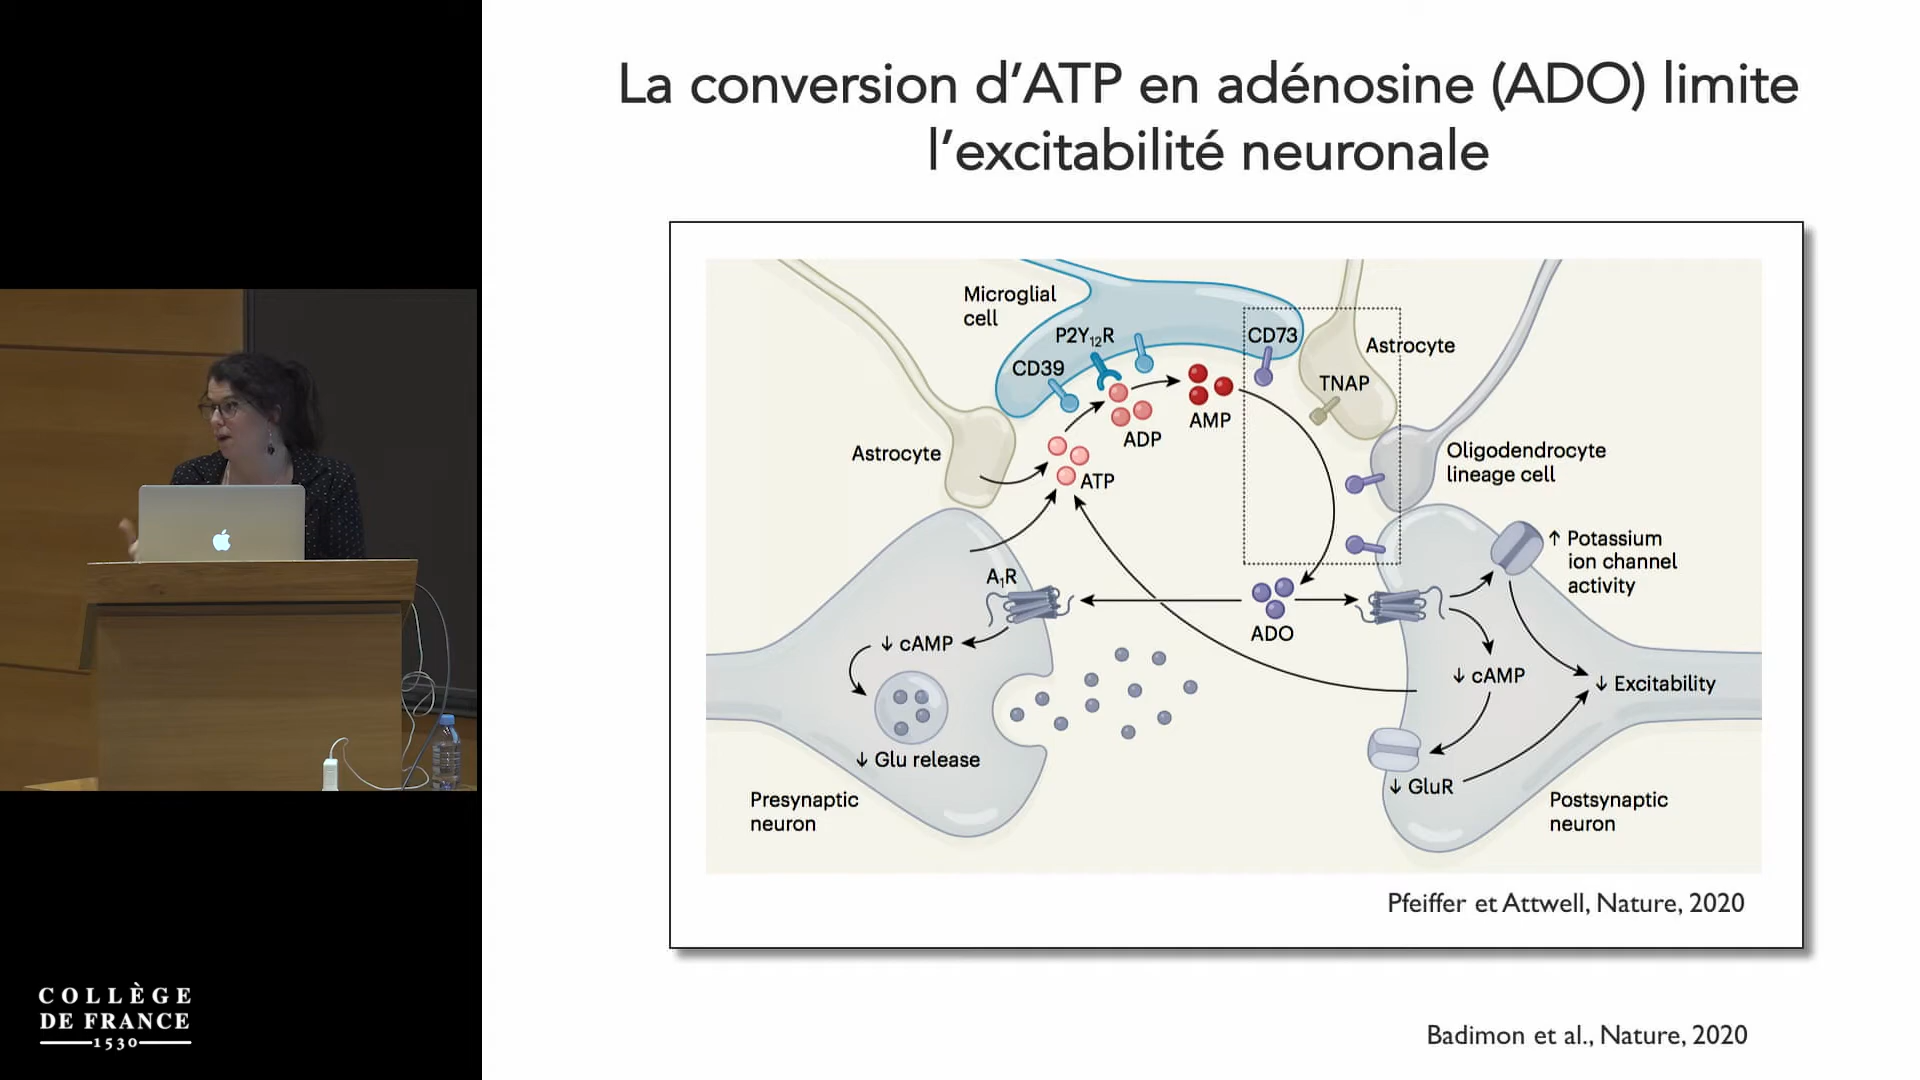 La conversion d’ATP en adénosine (ADO) limite
l’excitabilité neuronale
Microglial
cell
P2Y12R
CD39
CD73
Astrocyte
TNAP
AMP
ADP
Astrocyte
ATP
Oligodendrocyte
lineage cell
↑ Potassium
ion channel
activity
A1R
ADO
↓ cAMP
↓ cAMP
↓ Excitability
↓ Glu release
↓ GluR
Presynaptic
neuron
Postsynaptic
neuron
Pfeiffer et Attwell, Nature, 2020
Badimon et al., Nature, 2020
COLLÈGE
DE FRANCE
1530